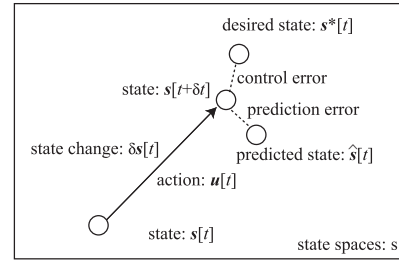 desired state: s*[t]
control error
state: s[t+δt]
prediction error
state change: δs[t]
predicted state: ŝ[t]
action: u[t]
state: s[t]
state spaces: s